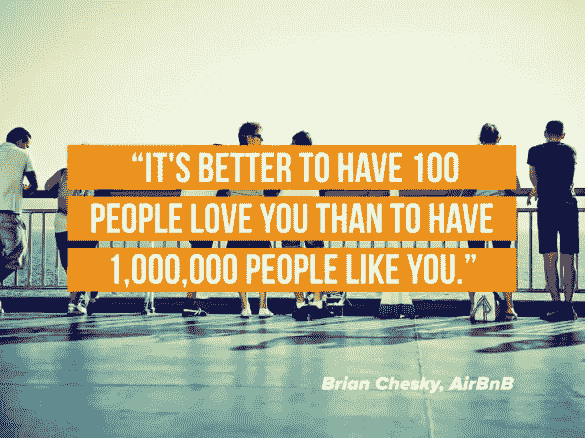 “IT'S BETTER TO HAVE 100
PEOPLE LOVE YOU THAN TO HAVE
1,000,000 PEOPLE LIKE YOU.”
Brian Chesky, AirBnB